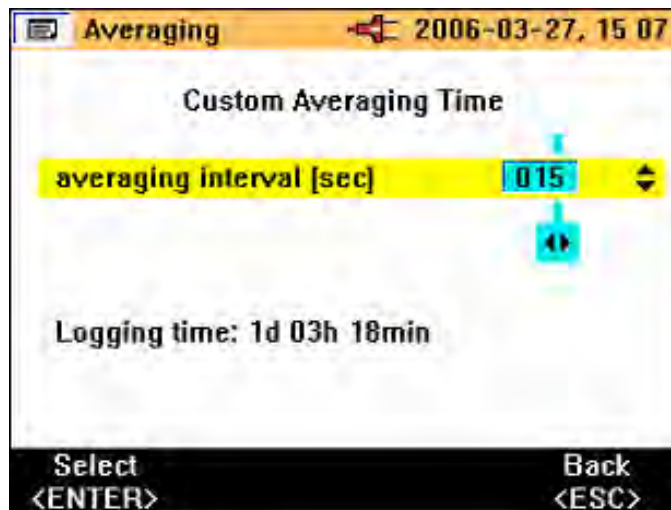 Averaging 2006-03-27, 15 07
Custom Averaging Time
averaging interval [sec] 015
Logging time: 1d 03h 18min
Select Back
<ENTER> <ESC>